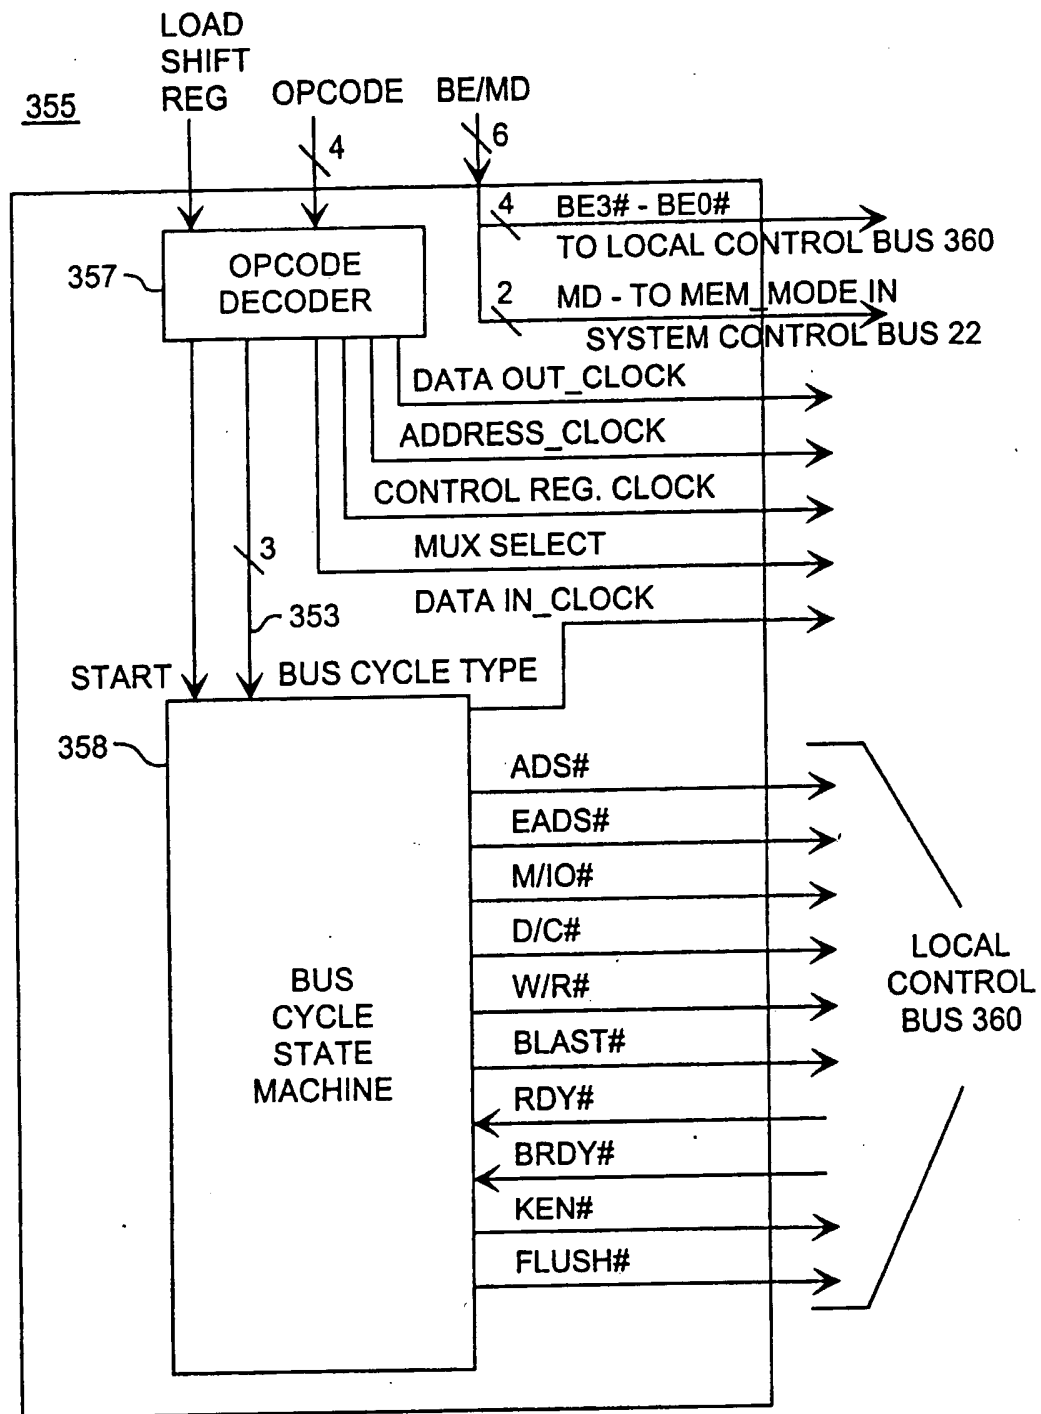 LOAD
SHIFT
REG
OPCODE
BE/MD
355
4
6
4
BE3# - BE0#
TO LOCAL CONTROL BUS 360
357
OPCODE
DECODER
2
MD - TO MEM_MODE IN
SYSTEM CONTROL BUS 22
DATA OUT_CLOCK
ADDRESS_CLOCK
CONTROL REG. CLOCK
3
MUX SELECT
DATA IN_CLOCK
353
START
BUS CYCLE TYPE
358
ADS#
EADS#
M/IO#
D/C#
W/R#
BLAST#
RDY#
BRDY#
KEN#
FLUSH#
BUS
CYCLE
STATE
MACHINE
LOCAL
CONTROL
BUS 360